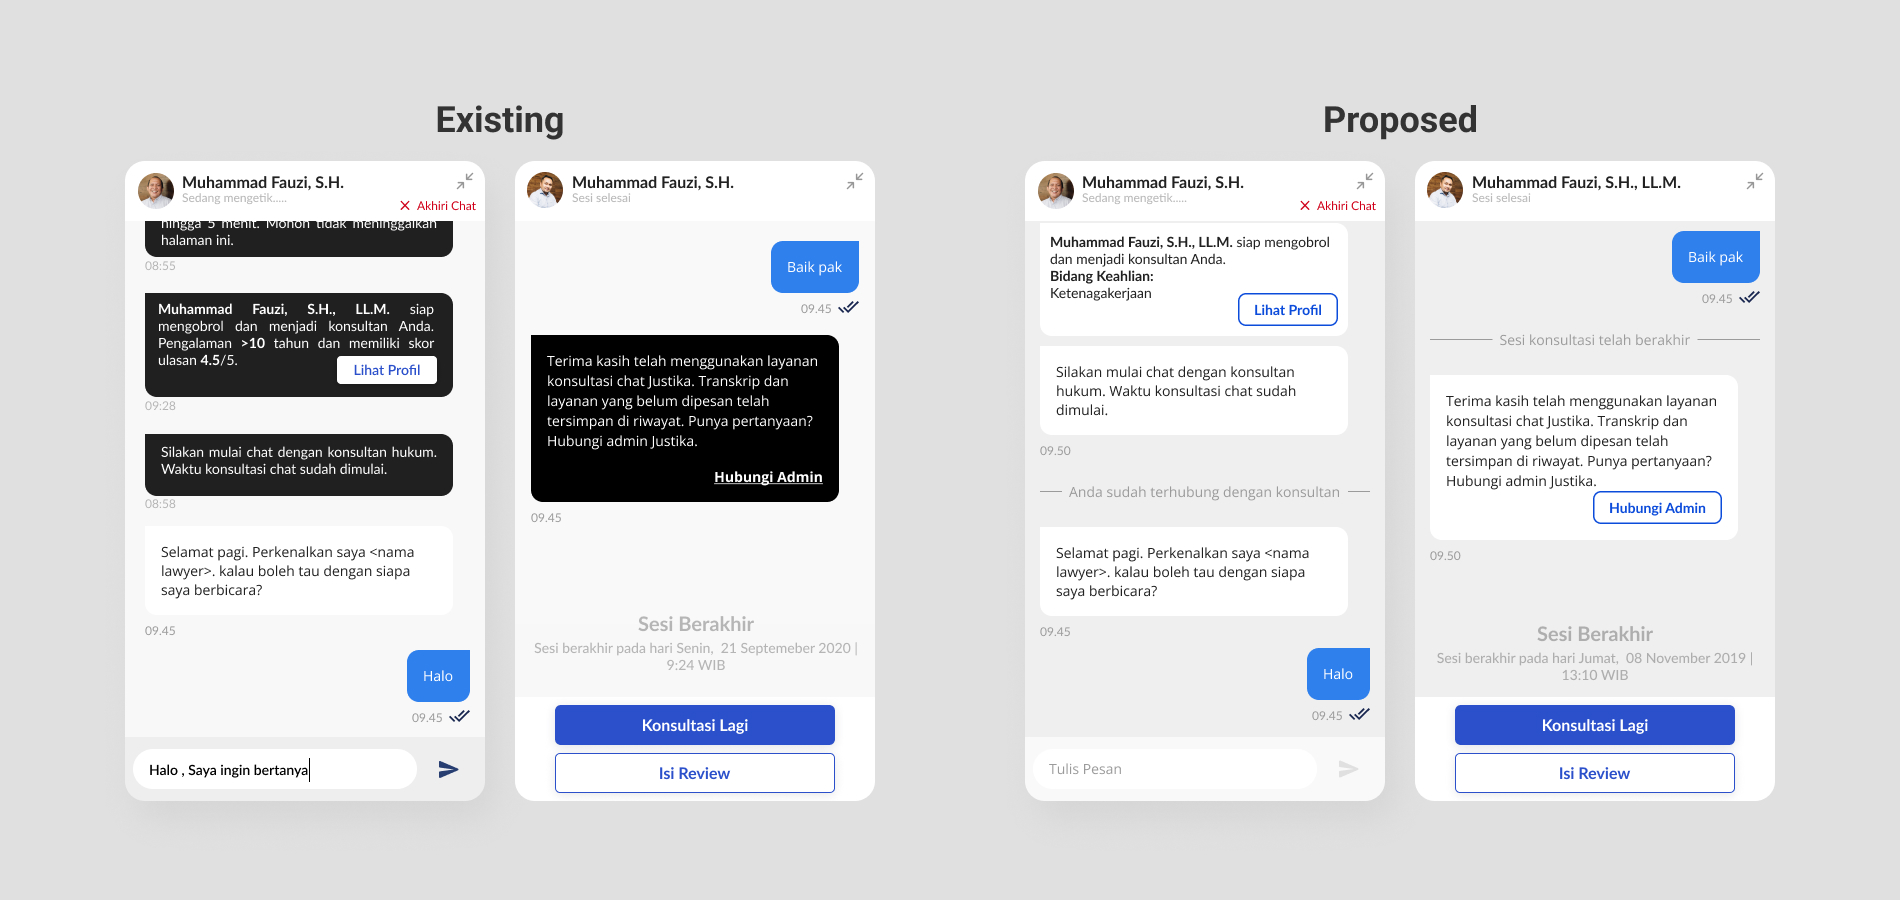 Existing
Muhammad Fauzi, S.H.
Sedang mengetik.....
Akhiri Chat
hingga 5 menit. Mohon tidak meninggalkan
halaman ini.
08:55
Muhammad Fauzi, S.H., LL.M. siap
mengobrol dan menjadi konsultan Anda.
Pengalaman >10 tahun dan memiliki skor
ulasan 4.5/5.
Lihat Profil
09:28
Silakan mulai chat dengan konsultan hukum.
Waktu konsultasi chat sudah dimulai.
08:58
Selamat pagi. Perkenalkan saya <nama
lawyer>. kalau boleh tau dengan siapa
saya berbicara?
09.45
Halo
09.45
Halo , Saya ingin bertanya
Muhammad Fauzi, S.H.
Sesi selesai
Baik pak
09.45
Terima kasih telah menggunakan layanan
konsultasi chat Justika. Transkrip dan
layanan yang belum dipesan telah
tersimpan di riwayat. Punya pertanyaan?
Hubungi admin Justika.
Hubungi Admin
09.45
Sesi Berakhir
Sesi berakhir pada hari Senin, 21 Septemeber 2020 |
9:24 WIB
Konsultasi Lagi
Isi Review
Proposed
Muhammad Fauzi, S.H.
Sedang mengetik.....
Akhiri Chat
Muhammad Fauzi, S.H., LL.M. siap mengobrol
dan menjadi konsultan Anda.
Bidang Keahlian:
Ketenagakerjaan
Lihat Profil
Silakan mulai chat dengan konsultan
hukum. Waktu konsultasi chat sudah
dimulai.
09.50
Anda sudah terhubung dengan konsultan
Selamat pagi. Perkenalkan saya <nama
lawyer>. kalau boleh tau dengan siapa
saya berbicara?
09.45
Halo
09.45
Tulis Pesan
Muhammad Fauzi, S.H., LL.M.
Sesi selesai
Baik pak
09.45
Sesi konsultasi telah berakhir
Terima kasih telah menggunakan layanan
konsultasi chat Justika. Transkrip dan
layanan yang belum dipesan telah
tersimpan di riwayat. Punya pertanyaan?
Hubungi admin Justika.
Hubungi Admin
09.50
Sesi Berakhir
Sesi berakhir pada hari Jumat, 08 November 2019 |
13:10 WIB
Konsultasi Lagi
Isi Review